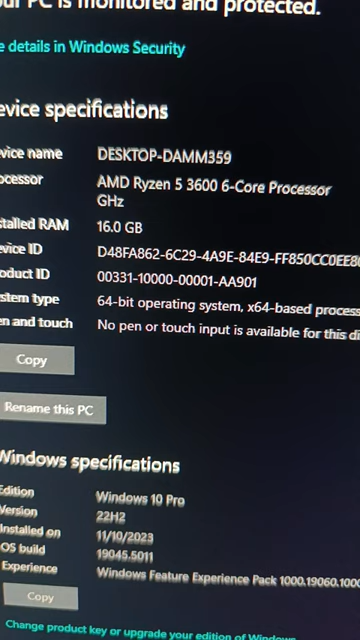 our PC is monitored and protected.
e details in Windows Security
evice specifications
vice name DESKTOP-DAMM359
ocessor AMD Ryzen 5 3600 6-Core Processor
GHz
stalled RAM 16.0 GB
vice ID D48FA862-6C29-4A9E-84E9-FF850CC0EE8
oduct ID 00331-10000-00001-AA901
stem type 64-bit operating system, x64-based process
en and touch No pen or touch input is available for this di
Copy
Rename this PC
Windows specifications
Edition Windows 10 Pro
Version 22H2
Installed on 11/10/2023
OS build 19045.5011
Experience Windows Feature Experience Pack 1000.19060.1000
Copy
Change product key or upgrade your edition of Windows